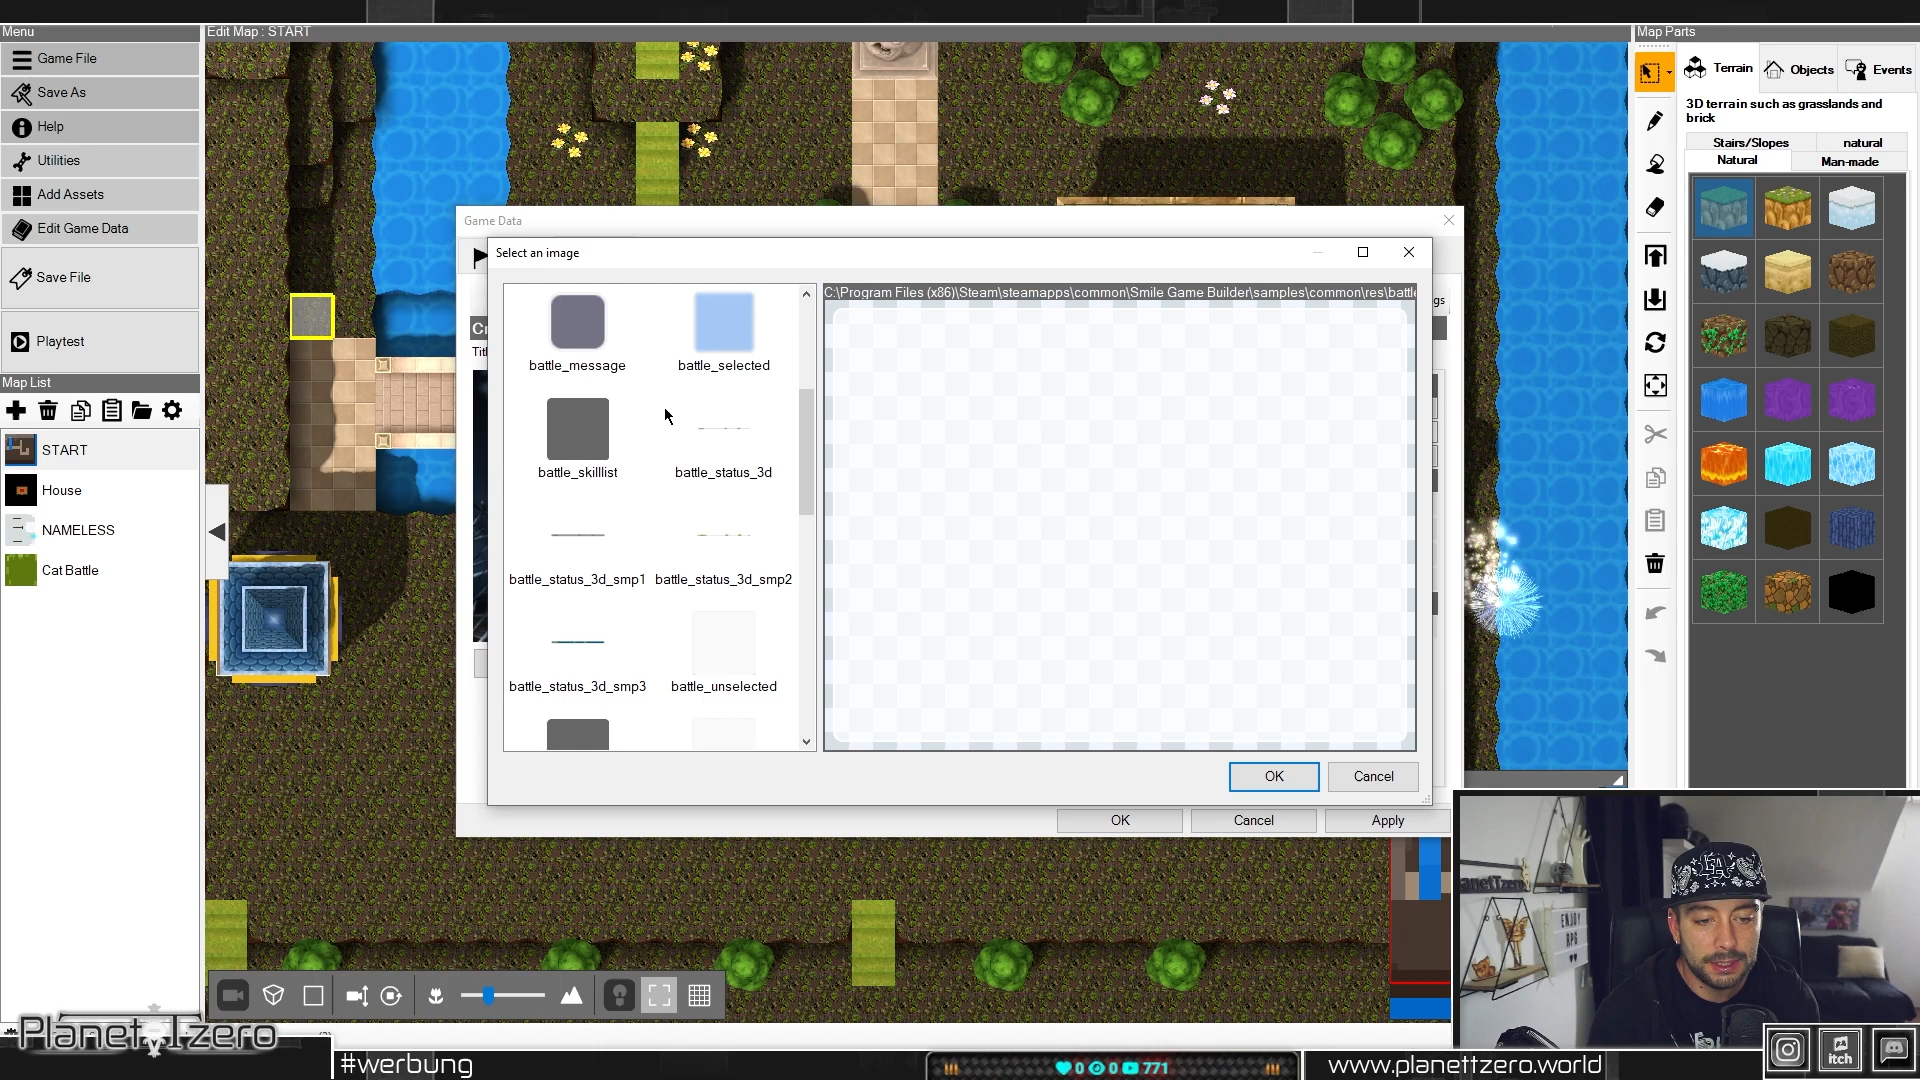 Menu
Game File
Save As
Help
Utilities
Add Assets
Edit Game Data
Save File
Playtest
Map List
START
House
NAMELESS
Cat Battle
Edit Map : START
Game Data
Select an image
battle_message
battle_selected
battle_skilllist
battle_status_3d
battle_status_3d_smp1
battle_status_3d_smp2
battle_status_3d_smp3
battle_unselected
C:\Program Files (x86)\Steam\steamapps\common\Smile Game Builder\samples\common\res\battle
OK
Cancel
OK
Cancel
Apply
Map Parts
Terrain
Objects
Events
3D terrain such as grasslands and
brick
Stairs/Slopes
natural
Natural
Man-made
ENJOY
RPG
PlanetTzero
#werbung
0 0 771
www.planettzero.world
itch